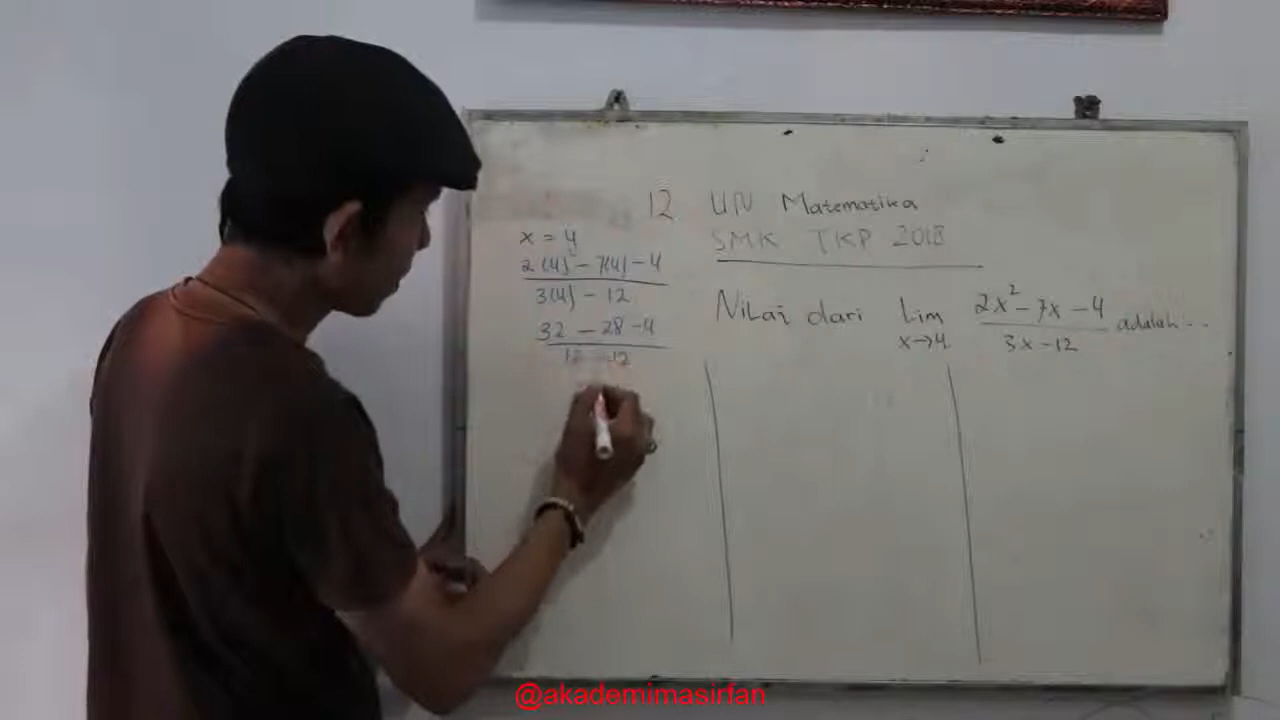 12 UN Matematika
SMK TKP 2018
x = 4
2(4) - 7(4) - 4
3(4) - 12
32 - 28 - 4
12 - 12
Nilai dari Lim x→4 2x² - 7x - 4 / 3x - 12 adalah ...
@akademimasirfan